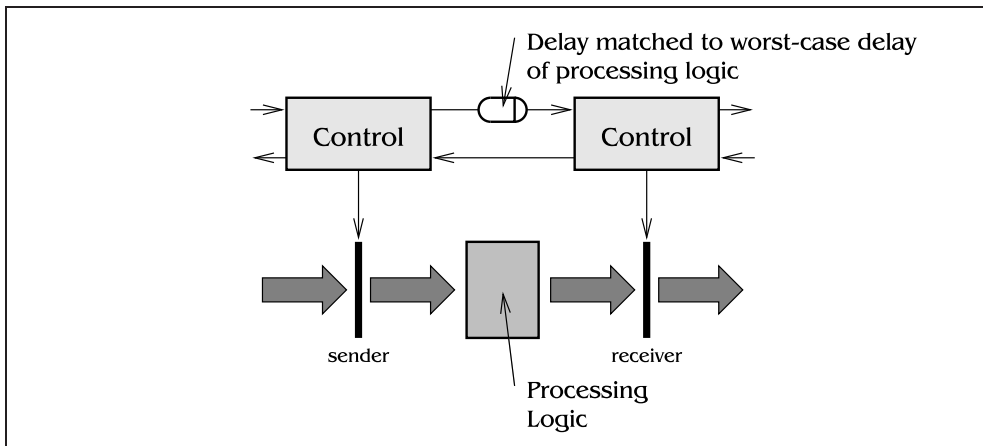 Delay matched to worst-case delay
of processing logic
Control
Control
sender
receiver
Processing
Logic